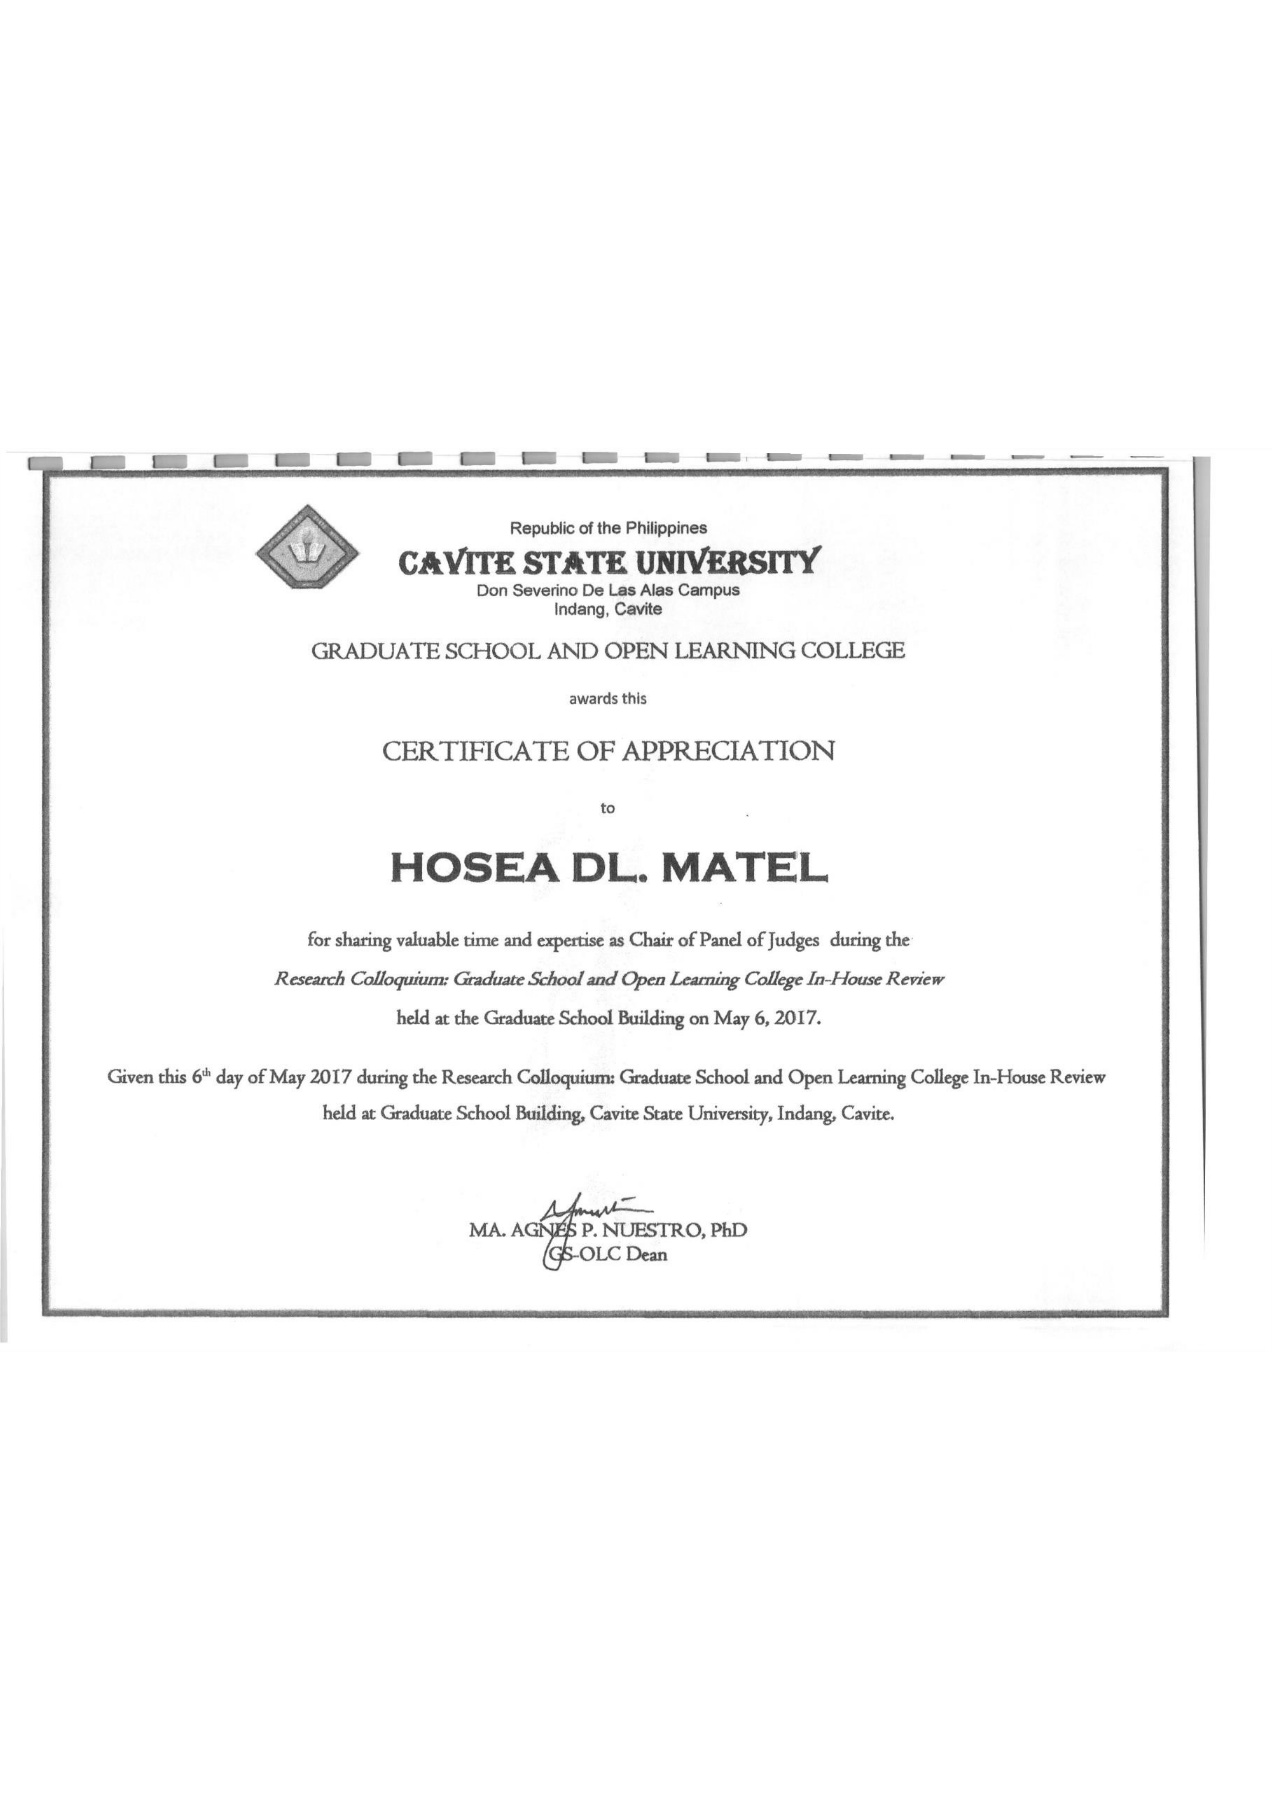 Republic of the Philippines
CAVITE STATE UNIVERSITY
Don Severino De Las Alas Campus
Indang, Cavite
GRADUATE SCHOOL AND OPEN LEARNING COLLEGE
awards this
CERTIFICATE OF APPRECIATION
to
HOSEA DL. MATEL
for sharing valuable time and expertise as Chair of Panel of Judges during the
Research Colloquium: Graduate School and Open Learning College In-House Review
held at the Graduate School Building on May 6, 2017.
Given this 6th day of May 2017 during the Research Colloquium: Graduate School and Open Learning College In-House Review
held at Graduate School Building, Cavite State University, Indang, Cavite.
MA. AGNES P. NUESTRO, PhD
GS-OLC Dean